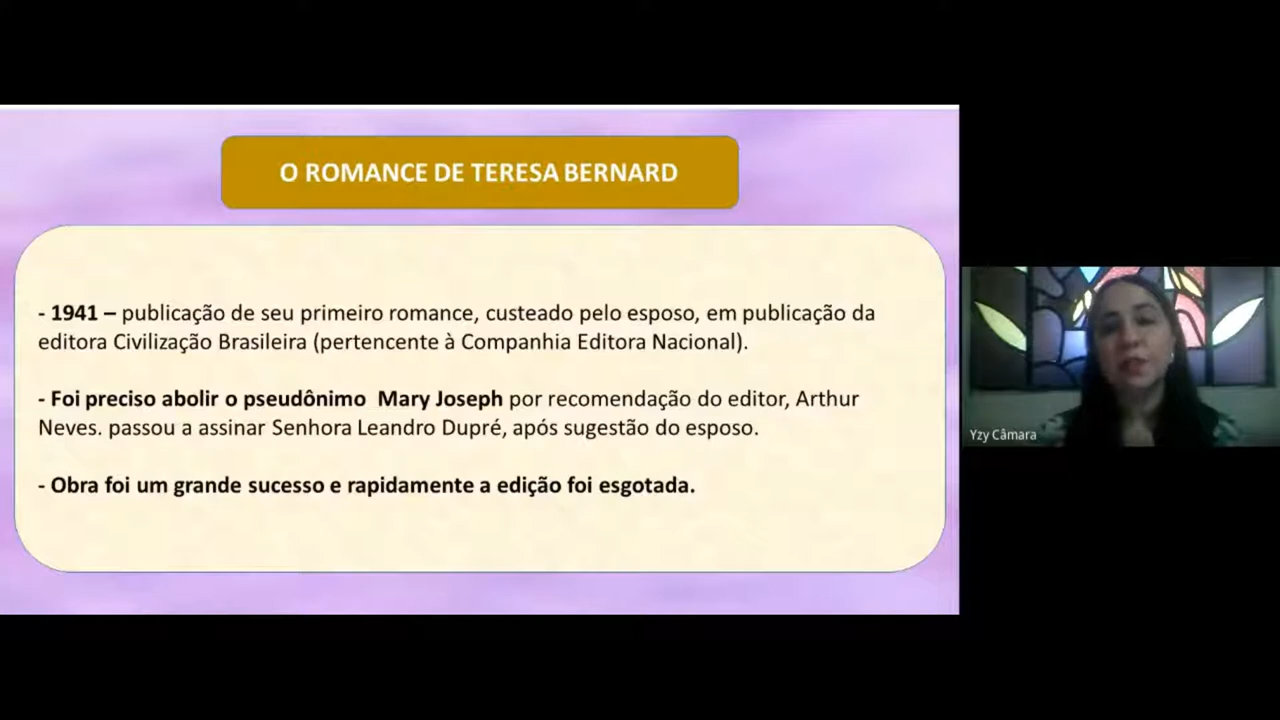 O ROMANCE DE TERESA BERNARD
- 1941 – publicação de seu primeiro romance, custeado pelo esposo, em publicação da
editora Civilização Brasileira (pertencente à Companhia Editora Nacional).
- Foi preciso abolir o pseudônimo  Mary Joseph por recomendação do editor, Arthur
Neves. passou a assinar Senhora Leandro Dupré, após sugestão do esposo.
- Obra foi um grande sucesso e rapidamente a edição foi esgotada.
Yzy Câmara